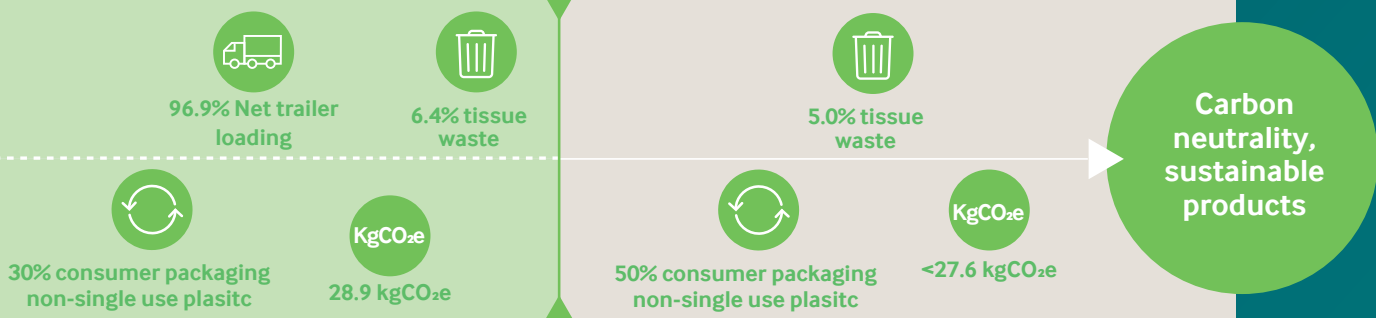 96.9% Net trailer
loading
6.4% tissue
waste
30% consumer packaging
non-single use plasitc
KgCO₂e
28.9 kgCO₂e
5.0% tissue
waste
50% consumer packaging
non-single use plasitc
KgCO₂e
<27.6 kgCO₂e
Carbon
neutrality,
sustainable
products